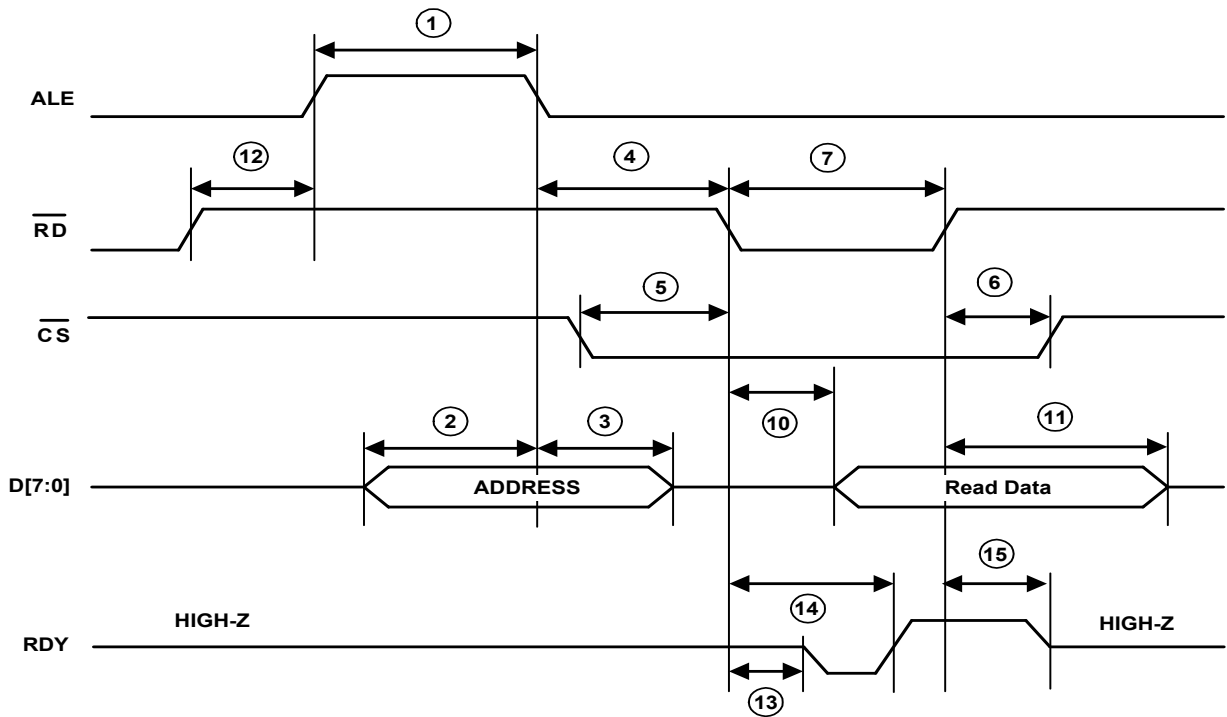 1
ALE
12
4
7
RD
5
6
CS
2
3
10
11
D[7:0]
ADDRESS
Read Data
15
14
HIGH-Z
HIGH-Z
RDY
13